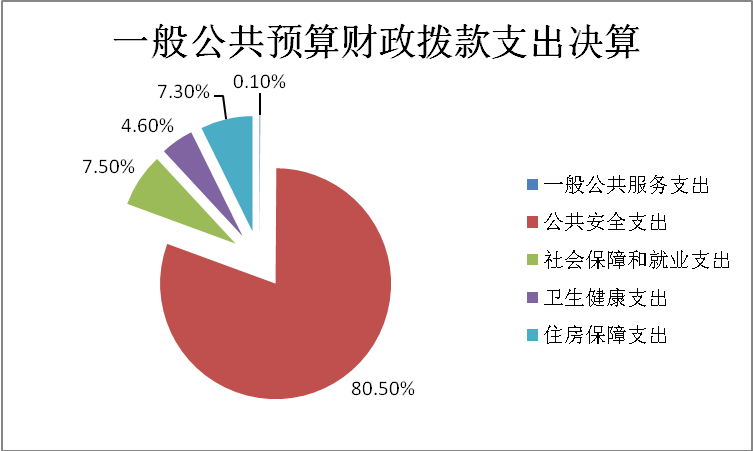 一般公共预算财政拨款支出决算
0.10%
7.30%
4.60%
7.50%
80.50%
一般公共服务支出
公共安全支出
社会保障和就业支出
卫生健康支出
住房保障支出